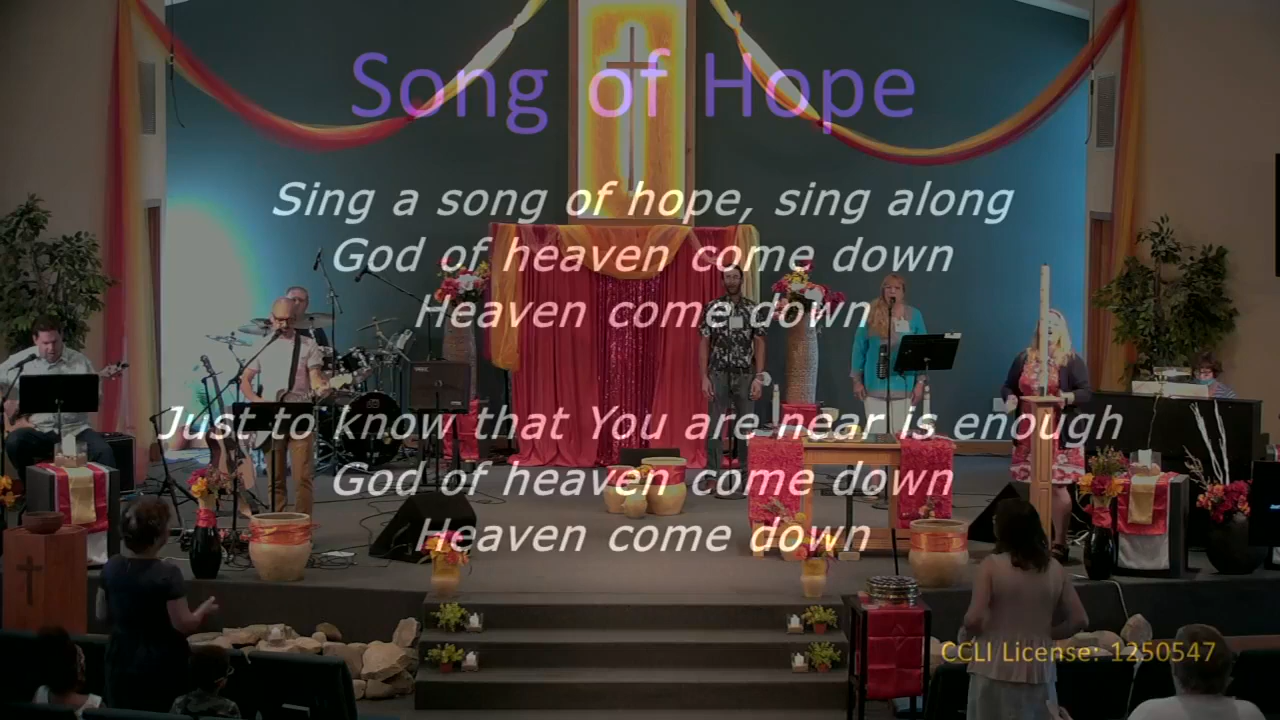 Song of Hope
Sing a song of hope, sing along
God of heaven come down
Heaven come down
Just to know that You are near is enough
God of heaven come down
Heaven come down
CCLI License: 1250547